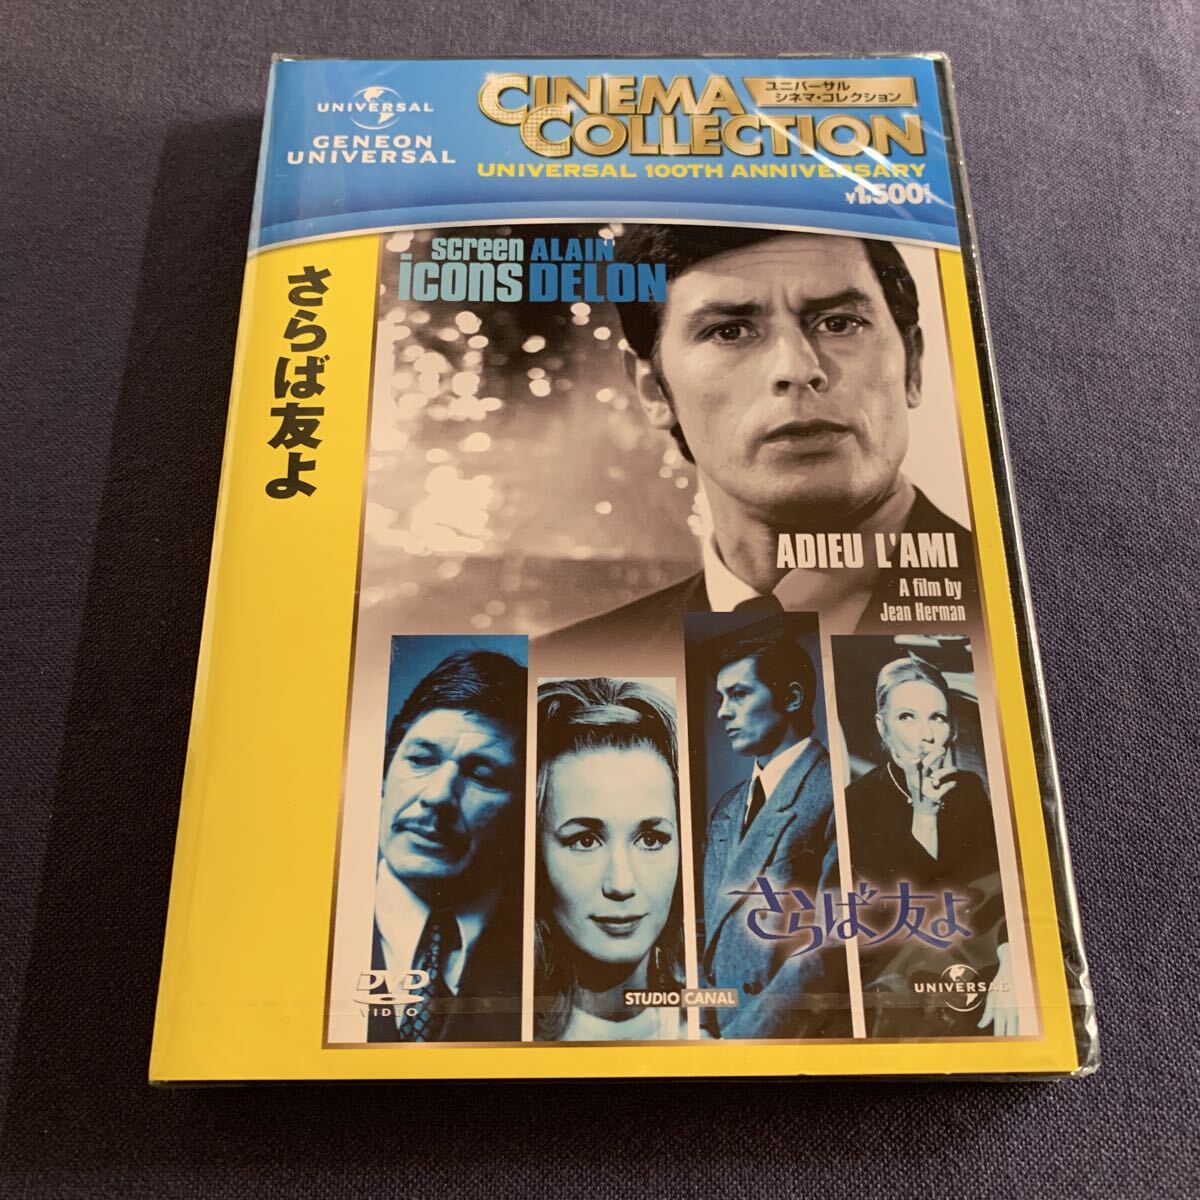 UNIVERSAL
GENEON
UNIVERSAL
CINEMA
COLLECTION
ユニバーサル
シネマ・コレクション
UNIVERSAL 100TH ANNIVERSARY
¥1,500
さらば友よ
screen
icons
ALAIN
DELON
ADIEU L'AMI
A film by
Jean Herman
さらば友よ
DVD
VIDEO
STUDIO CANAL
UNIVERSAL